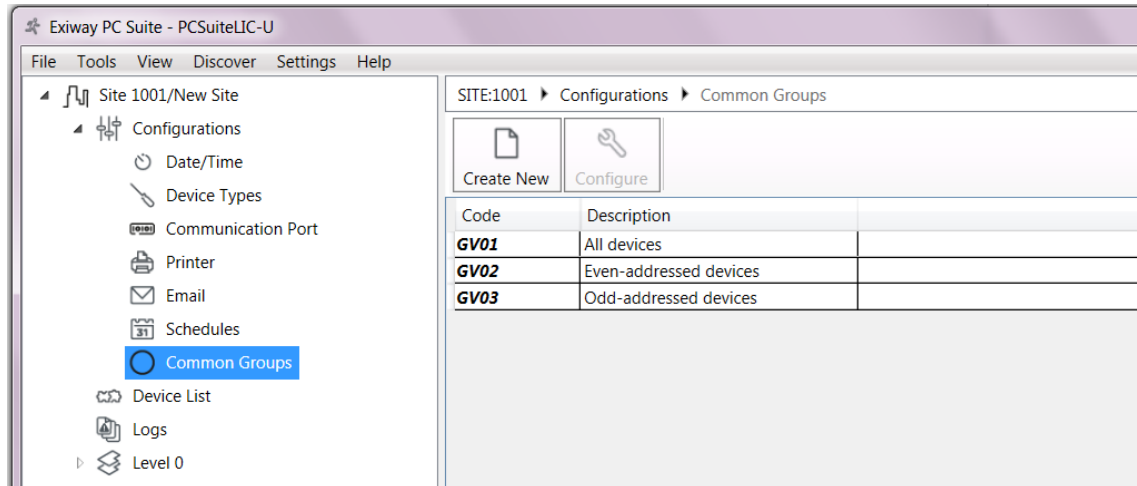 Exiway PC Suite - PCSuiteLIC-U
File Tools View Discover Settings Help
Site 1001/New Site
Configurations
Date/Time
Device Types
Communication Port
Printer
Email
31 Schedules
Common Groups
Device List
Logs
Level 0
SITE:1001 Configurations Common Groups
Create New Configure
Code Description
GV01 All devices
GV02 Even-addressed devices
GV03 Odd-addressed devices